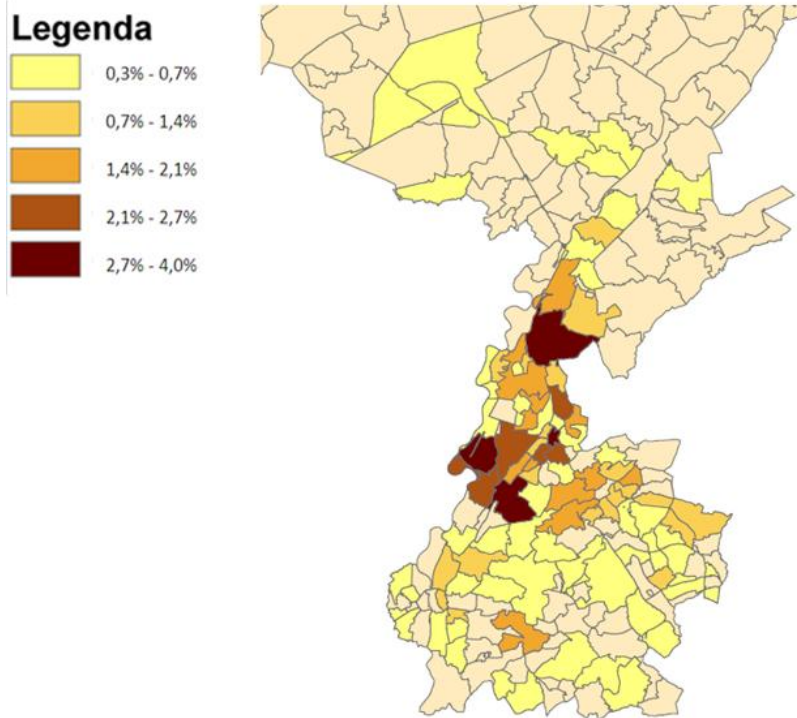 Legenda
0,3% - 0,7%
0,7% - 1,4%
1,4% - 2,1%
2,1% - 2,7%
2,7% - 4,0%